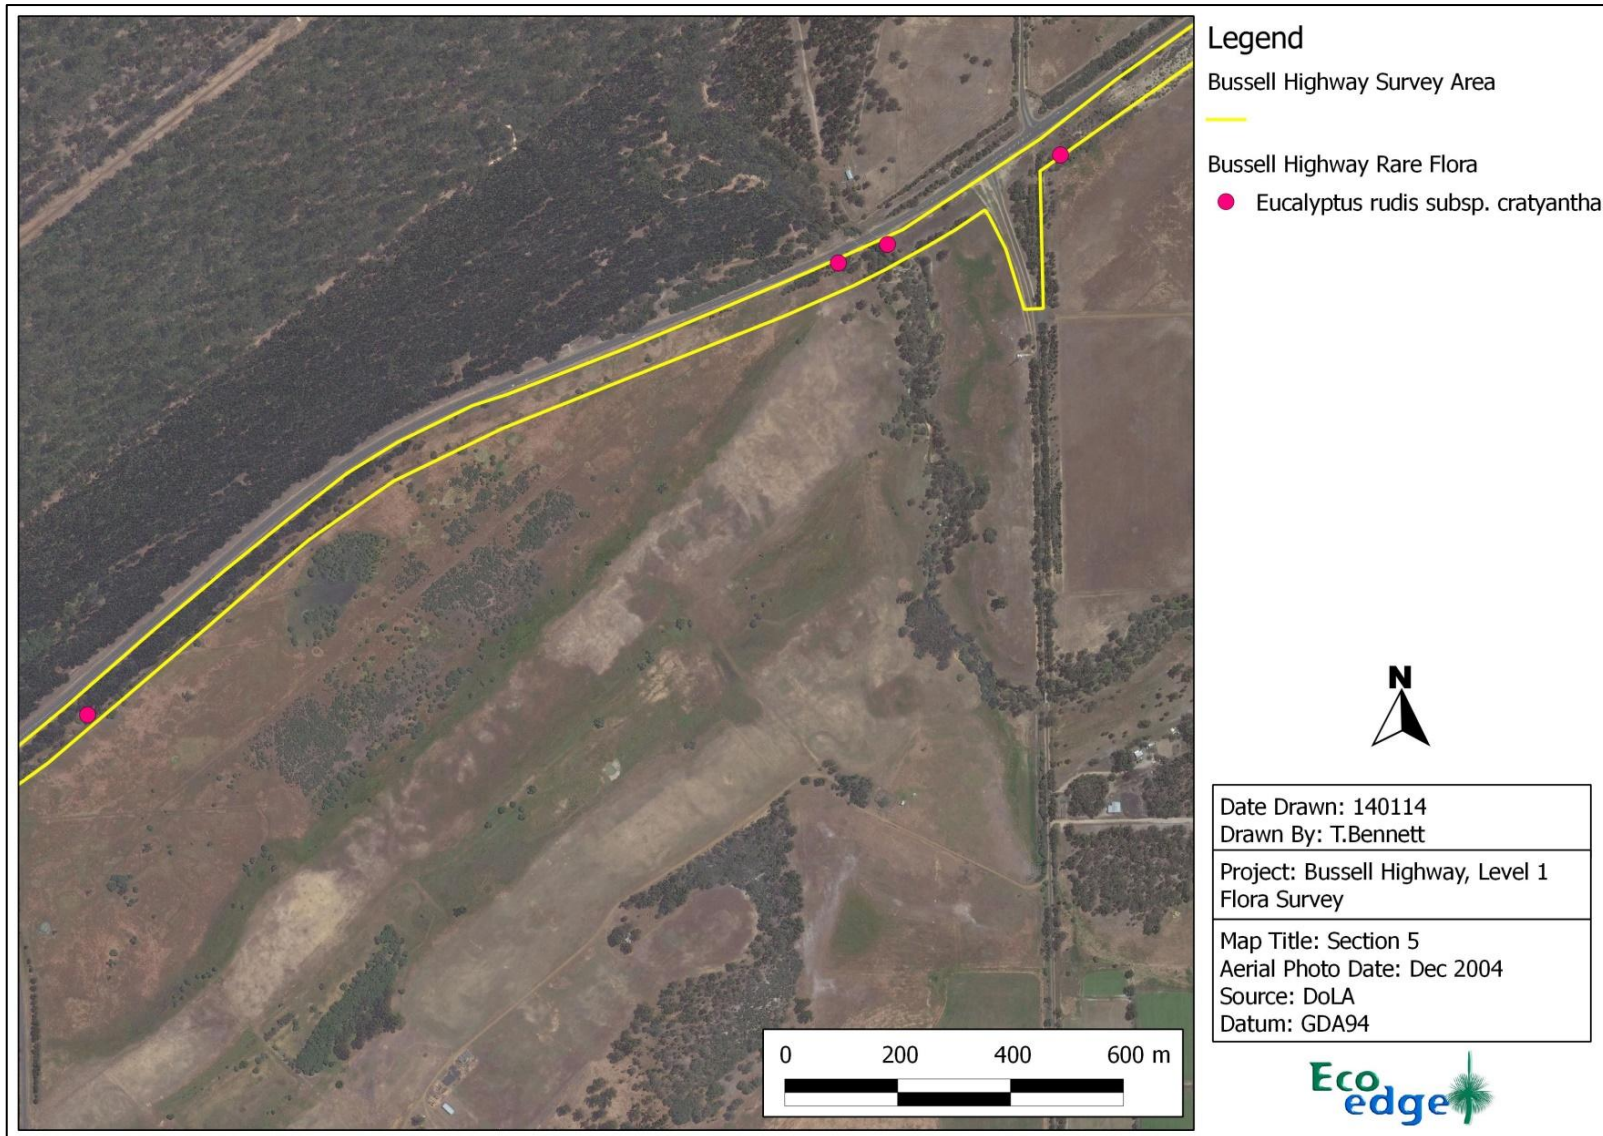 Legend
Bussell Highway Survey Area
Bussell Highway Rare Flora
Eucalyptus rudis subsp. cratyantha
N
Date Drawn: 140114
Drawn By: T.Bennett
Project: Bussell Highway, Level 1
Flora Survey
Map Title: Section 5
Aerial Photo Date: Dec 2004
Source: DoLA
Datum: GDA94
0 200 400 600 m
Eco
edge